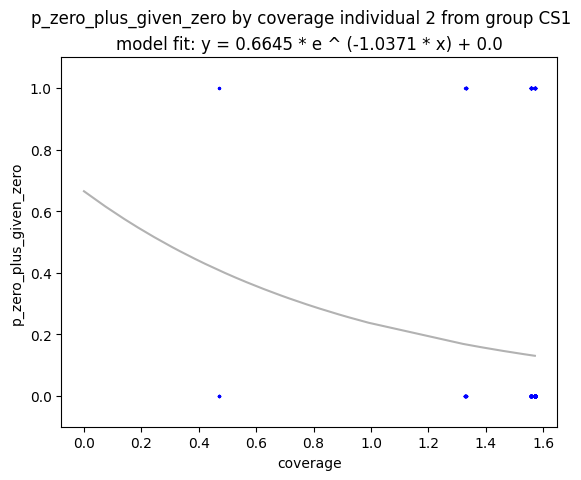 p_zero_plus_given_zero by coverage individual 2 from group CS1
model fit: y = 0.6645 * e ^ (-1.0371 * x) + 0.0
1.0
0.8
0.6
0.4
0.2
0.0
p_zero_plus_given_zero
0.0 0.2 0.4 0.6 0.8 1.0 1.2 1.4 1.6
coverage